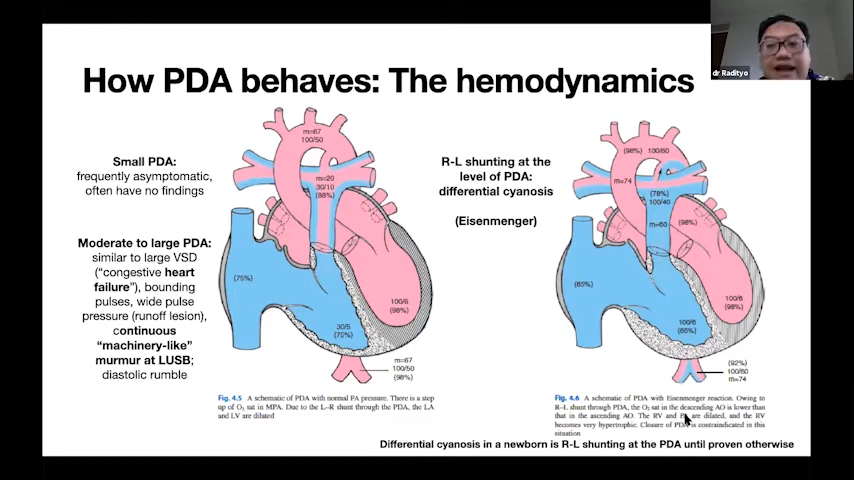 dr Radityo
How PDA behaves: The hemodynamics
Small PDA:
frequently asymptomatic,
often have no findings
Moderate to large PDA:
similar to large VSD
("congestive heart
failure"), bounding
pulses, wide pulse
pressure (runoff lesion),
continuous
"machinery-like"
murmur at LUSB;
diastolic rumble
m=67
100/50
m=20
30/10
(88%)
(75%)
100/6
(98%)
30/5
(75%)
m=67
100/50
(98%)
Fig. 4.5 A schematic of PDA with normal PA pressure. There is a step
up of O2 sat in MPA. Due to the L–R shunt through the PDA, the LA
and LV are dilated
R-L shunting at the
level of PDA:
differential cyanosis
(Eisenmenger)
(98%) 100/60
m=74
(78%)
100/40
(98%)
m=60
(65%)
100/6
(98%)
100/6
(65%)
(92%)
100/60
m=74
Fig. 4.6 A schematic of PDA with Eisenmenger reaction. Owing to
R–L shunt through PDA, the O2 sat in the descending AO is lower than
that in the ascending AO. The RV and PA are dilated, and the RV
becomes very hypertrophic. Closure of PDA is contraindicated in this
situation
Differential cyanosis in a newborn is R-L shunting at the PDA until proven otherwise